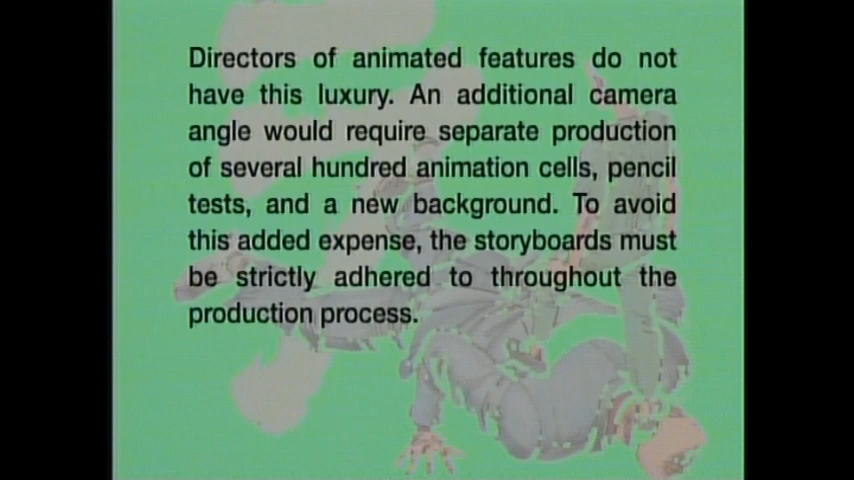 Directors of animated features do not
have this luxury. An additional camera
angle would require separate production
of several hundred animation cells, pencil
tests, and a new background. To avoid
this added expense, the storyboards must
be strictly adhered to throughout the
production process.